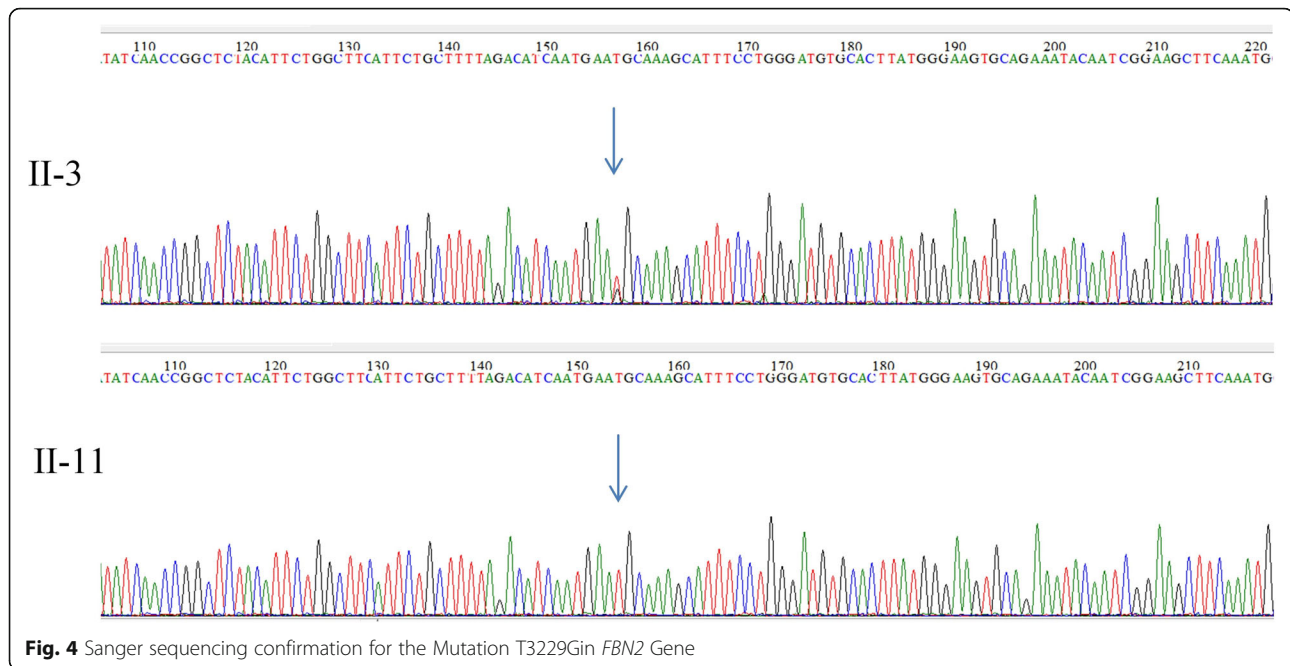 110 120 130 140 150 160 170 180 190 200 210 220
.TATCAACCGGCTCTACATTCTGGCTTCATTCTGCTTTTAGACATCAATGAATGCAAAGCATTTCCTGGGATGTGCACTTATGGGAAGTGCAGAAATACAATCGGAAGCTTCAAATG
II-3
110 120 130 140 150 160 170 180 190 200 210
.TATCAACCGGCTCTACATTCTGGCTTCATTCTGCTTTTAGACATCAATGAATGCAAAGCATTTCCTGGGATGTGCACTTATGGGAAGTGCAGAAATACAATCGGAAGCTTCAAATG
II-11
Fig. 4 Sanger sequencing confirmation for the Mutation T3229Gin FBN2 Gene